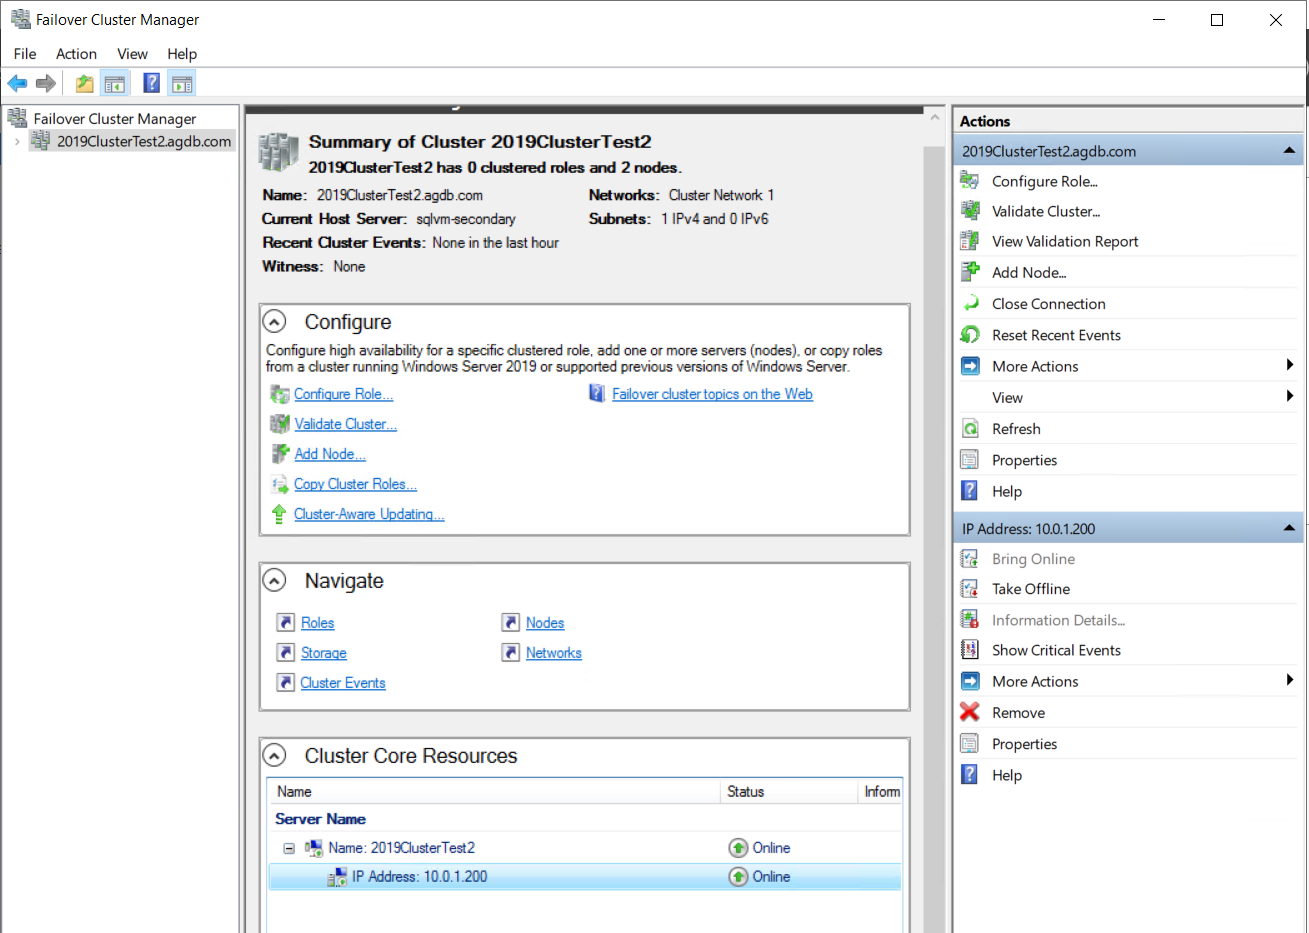 Failover Cluster Manager
File Action View Help
Failover Cluster Manager
2019ClusterTest2.agdb.com
Summary of Cluster 2019ClusterTest2
2019ClusterTest2 has 0 clustered roles and 2 nodes.
Name: 2019ClusterTest2.agdb.com
Networks: Cluster Network 1
Current Host Server: sqlvm-secondary
Subnets: 1 IPv4 and 0 IPv6
Recent Cluster Events: None in the last hour
Witness: None
Configure
Configure high availability for a specific clustered role, add one or more servers (nodes), or copy roles
from a cluster running Windows Server 2019 or supported previous versions of Windows Server.
Configure Role...
Failover cluster topics on the Web
Validate Cluster...
Add Node...
Copy Cluster Roles...
Cluster-Aware Updating...
Navigate
Roles
Nodes
Storage
Networks
Cluster Events
Cluster Core Resources
Name Status Inform
Server Name
Name: 2019ClusterTest2 Online
IP Address: 10.0.1.200 Online
Actions
2019ClusterTest2.agdb.com
Configure Role...
Validate Cluster...
View Validation Report
Add Node...
Close Connection
Reset Recent Events
More Actions
View
Refresh
Properties
Help
IP Address: 10.0.1.200
Bring Online
Take Offline
Information Details...
Show Critical Events
More Actions
Remove
Properties
Help